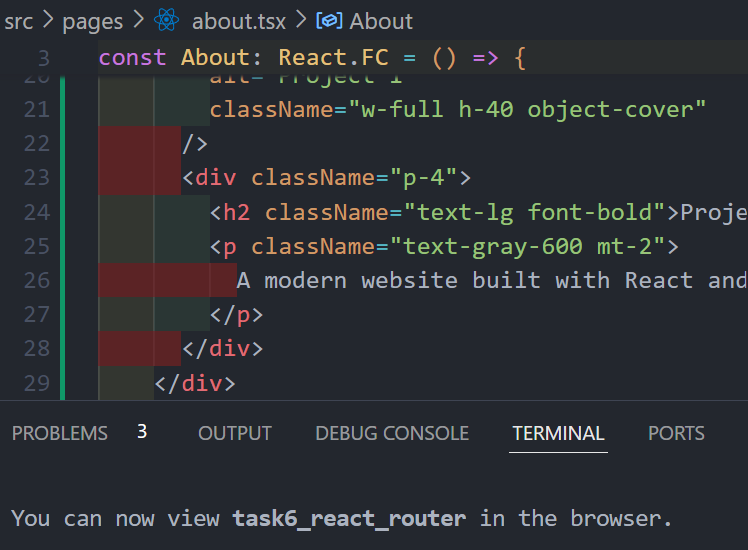 src > pages > about.tsx > About
3 const About: React.FC = () => {
20 alt="Project 1"
21 className="w-full h-40 object-cover"
22 />
23 <div className="p-4">
24 <h2 className="text-lg font-bold">Proje
25 <p className="text-gray-600 mt-2">
26 A modern website built with React and
27 </p>
28 </div>
29 </div>
PROBLEMS 3 OUTPUT DEBUG CONSOLE TERMINAL PORTS
You can now view task6_react_router in the browser.